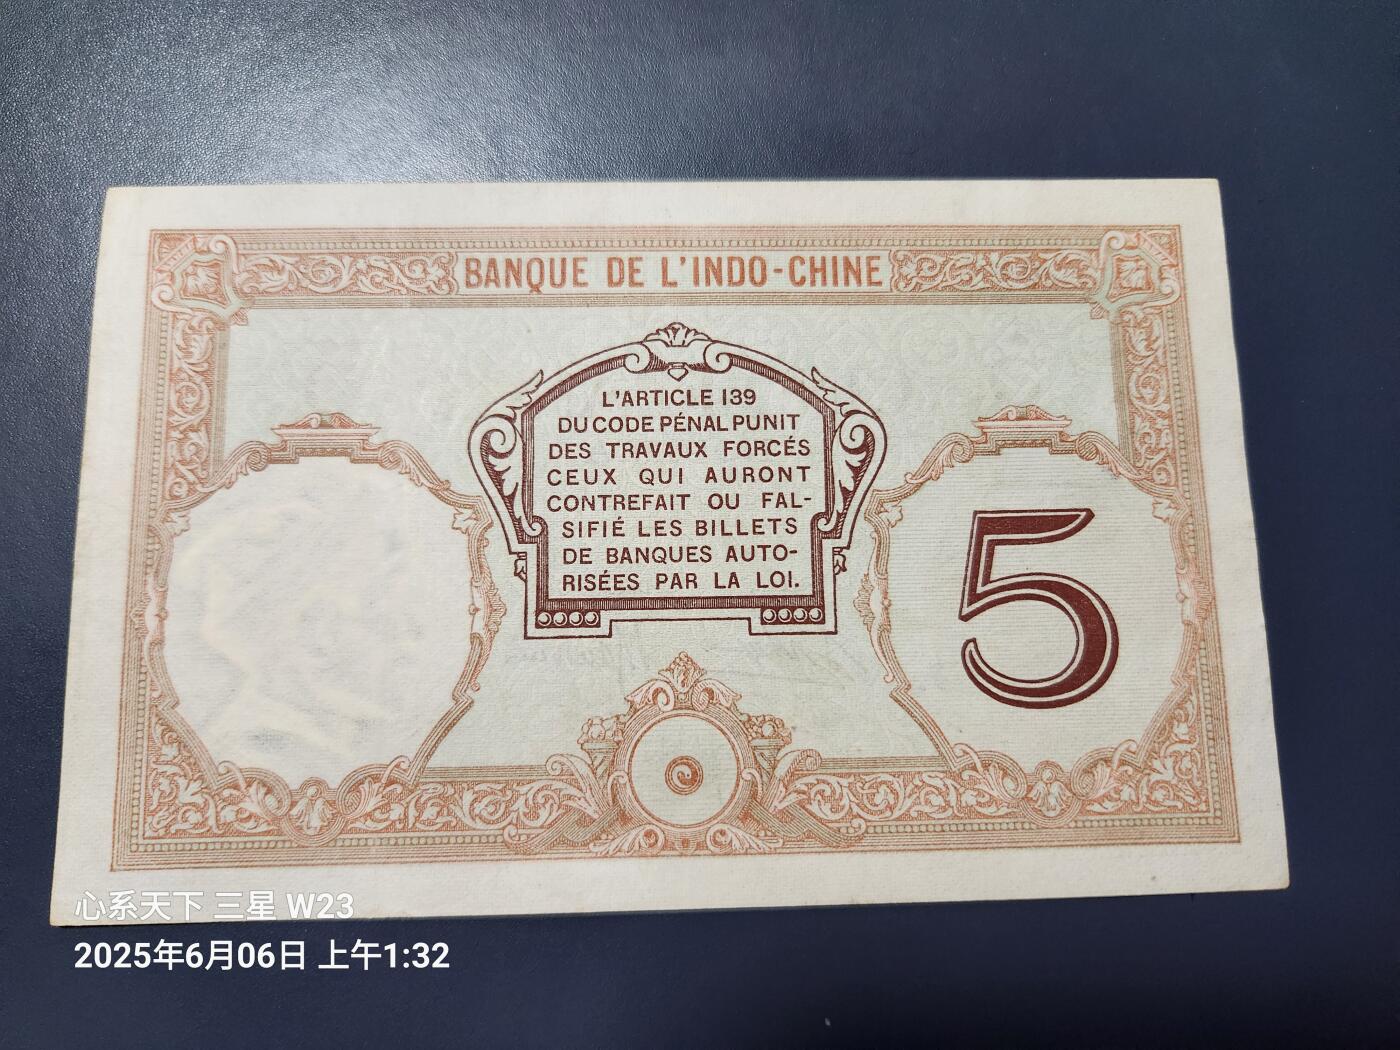 BANQUE DE L'INDO-CHINE
L'ARTICLE 139
DU CODE PÉNAL PUNIT
DES TRAVAUX FORCÉS
CEUX QUI AURONT
CONTREFAIT OU FAL-
SIFIÉ LES BILLETS
DE BANQUES AUTO-
RISÉES PAR LA LOI.
5
心系天下 三星 W23
2025年6月06日 上午1:32